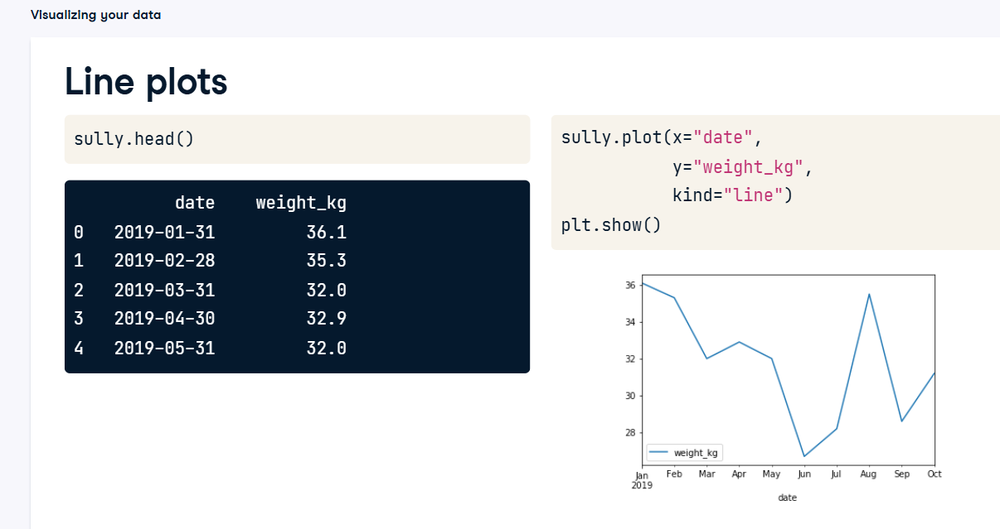 Visualizing your data
Line plots
sully.head()
date weight_kg
0 2019-01-31 36.1
1 2019-02-28 35.3
2 2019-03-31 32.0
3 2019-04-30 32.9
4 2019-05-31 32.0
sully.plot(x="date",
y="weight_kg",
kind="line")
plt.show()
36
34
32
30
28
weight_kg
Jan Feb Mar Apr May Jun Jul Aug Sep Oct
2019
date